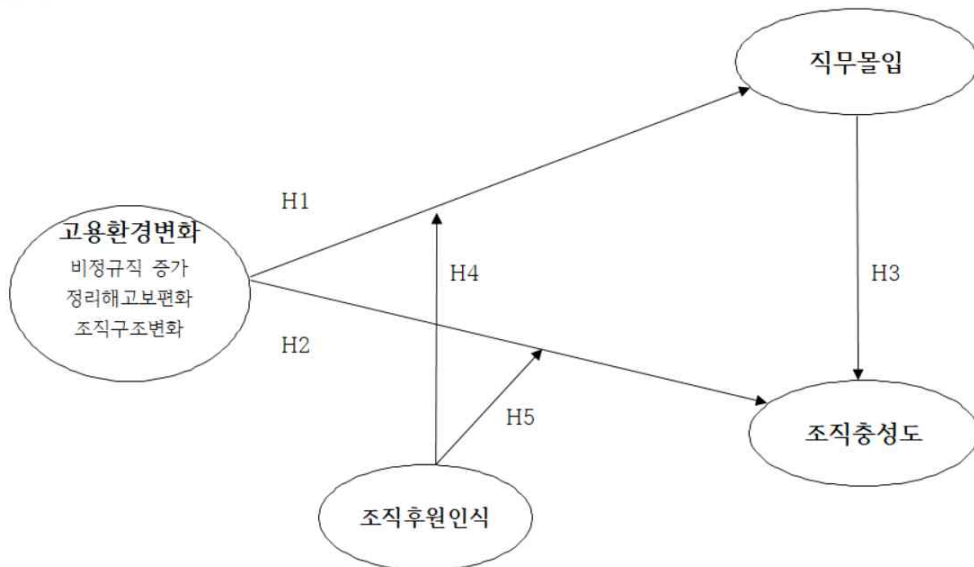 직무몰입
H1
고용환경변화
비정규직 증가
정리해고보편화
조직구조변화
H4
H3
H2
H5
조직충성도
조직후원인식